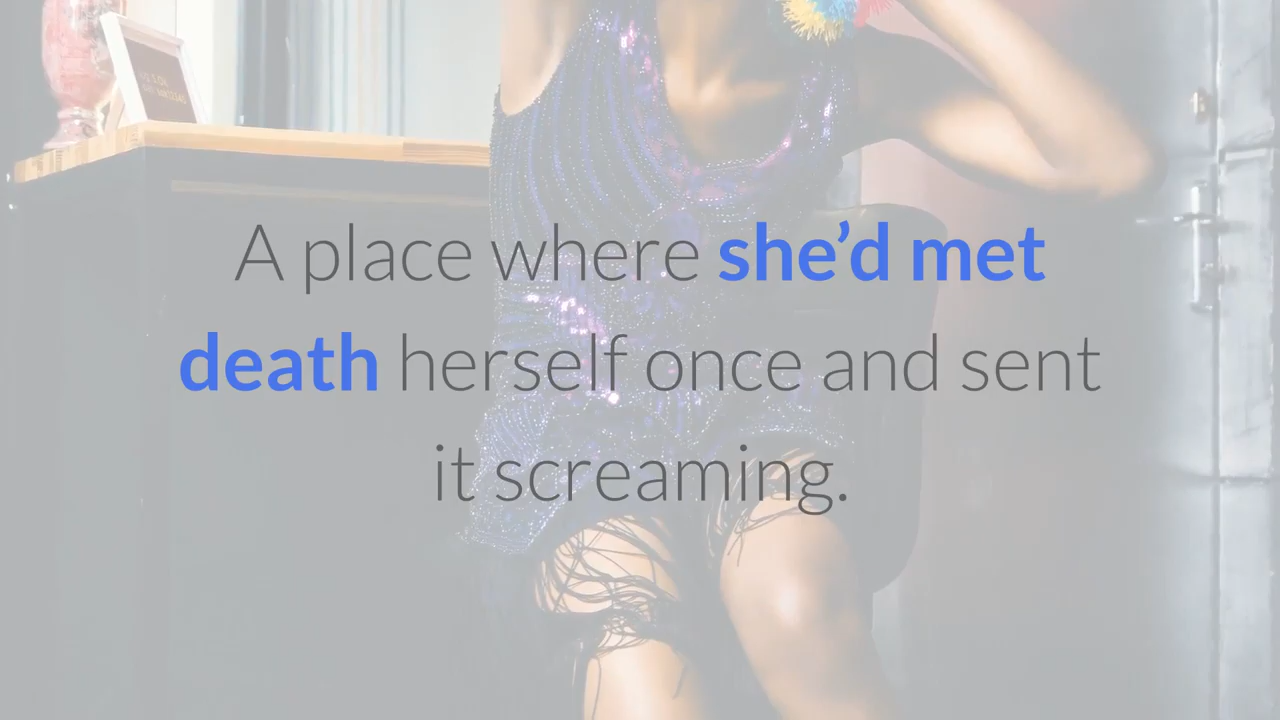 A place where she’d met
death herself once and sent
it screaming.